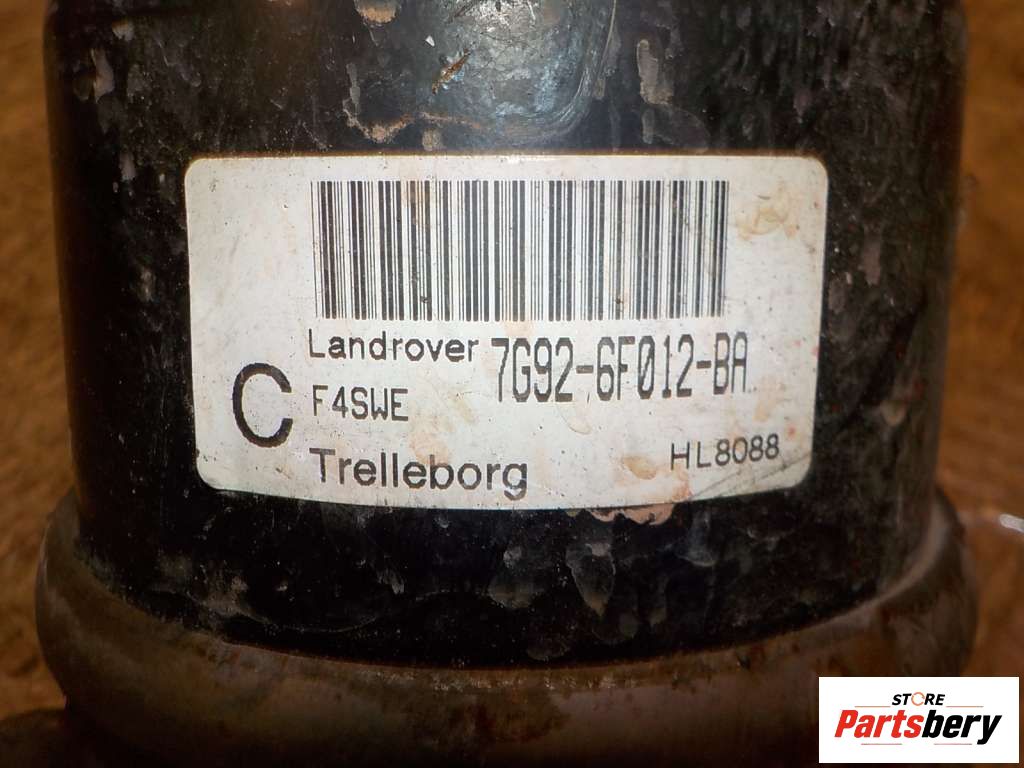 Landrover 7G92-6F012-BA
C
F4SWE
Trelleborg
HL8088
STORE
Partsbery